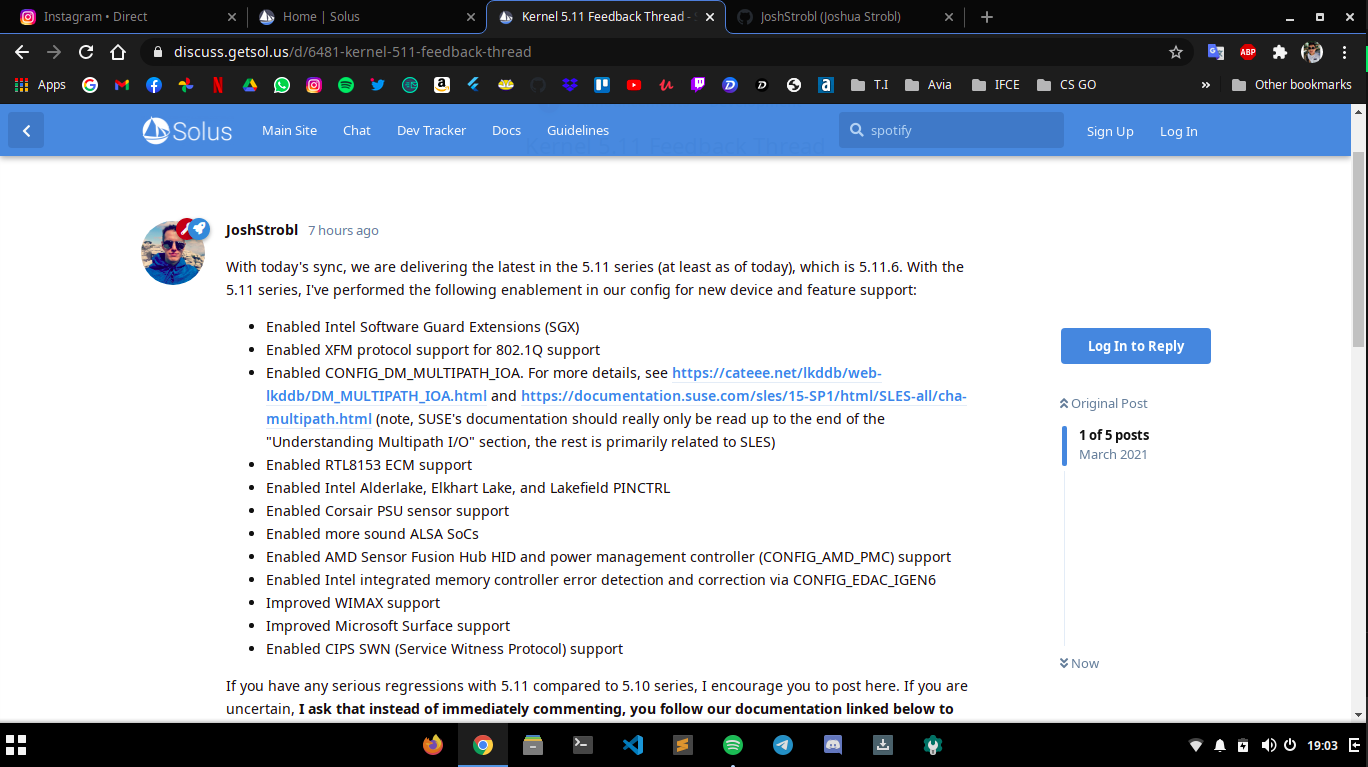 Instagram • Direct
Home | Solus
Kernel 5.11 Feedback Thread -
JoshStrobl (Joshua Strobl)
discuss.getsol.us/d/6481-kernel-511-feedback-thread
ABP
Apps
T.I
Avia
IFCE
CS GO
»
Other bookmarks
Solus
Main Site
Chat
Dev Tracker
Docs
Guidelines
spotify
Sign Up
Log In
Kernel 5.11 Feedback Thread
JoshStrobl 7 hours ago
With today's sync, we are delivering the latest in the 5.11 series (at least as of today), which is 5.11.6. With the
5.11 series, I've performed the following enablement in our config for new device and feature support:
• Enabled Intel Software Guard Extensions (SGX)
• Enabled XFM protocol support for 802.1Q support
• Enabled CONFIG_DM_MULTIPATH_IOA. For more details, see https://cateee.net/lkddb/web-
lkddb/DM_MULTIPATH_IOA.html and https://documentation.suse.com/sles/15-SP1/html/SLES-all/cha-
multipath.html (note, SUSE's documentation should really only be read up to the end of the
"Understanding Multipath I/O" section, the rest is primarily related to SLES)
• Enabled RTL8153 ECM support
• Enabled Intel Alderlake, Elkhart Lake, and Lakefield PINCTRL
• Enabled Corsair PSU sensor support
• Enabled more sound ALSA SoCs
• Enabled AMD Sensor Fusion Hub HID and power management controller (CONFIG_AMD_PMC) support
• Enabled Intel integrated memory controller error detection and correction via CONFIG_EDAC_IGEN6
• Improved WIMAX support
• Improved Microsoft Surface support
• Enabled CIPS SWN (Service Witness Protocol) support
If you have any serious regressions with 5.11 compared to 5.10 series, I encourage you to post here. If you are
uncertain, I ask that instead of immediately commenting, you follow our documentation linked below to
Log In to Reply
Original Post
1 of 5 posts
March 2021
Now
19:03